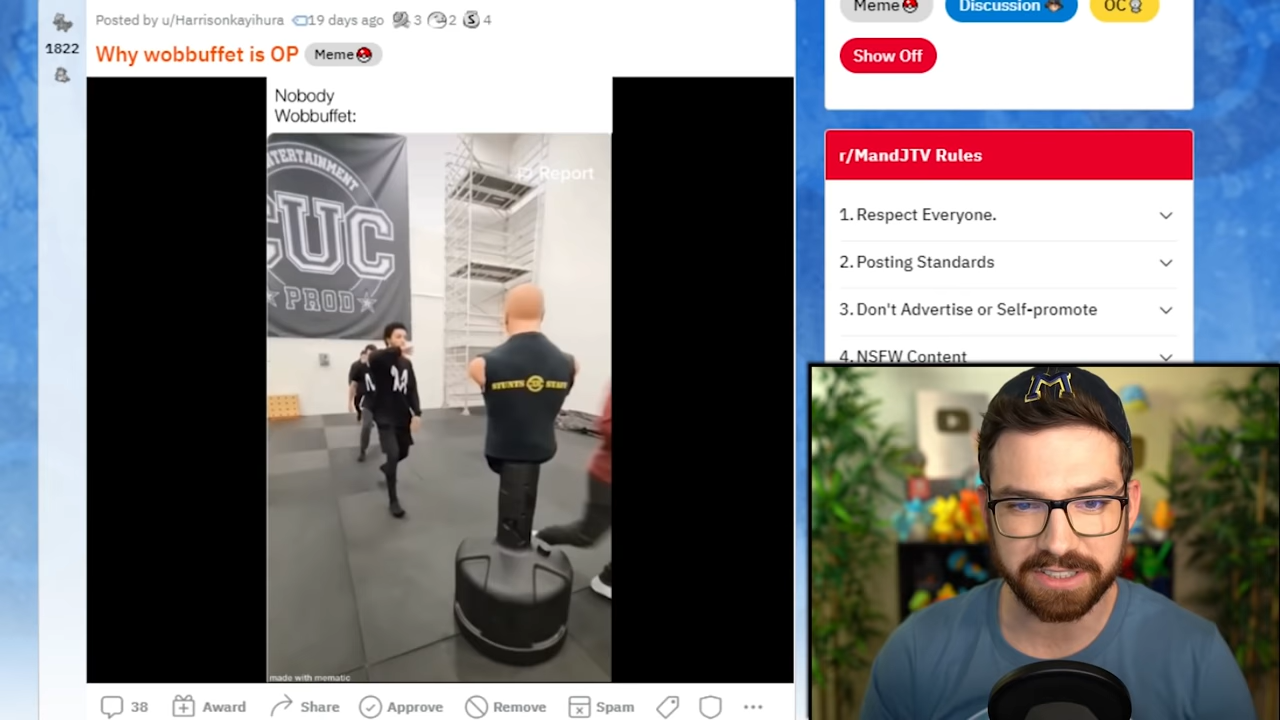 Posted by u/Harrisonkayihura 19 days ago 3 2 4
1822
Why wobbuffet is OP Meme
Nobody
Wobbuffet:
Report
CUC
PROD
STUNTS CUC STAFF
made with mematic
38 Award Share Approve Remove Spam
Meme Discussion OC
Show Off
r/MandJTV Rules
1. Respect Everyone.
2. Posting Standards
3. Don't Advertise or Self-promote
4. NSFW Content
M